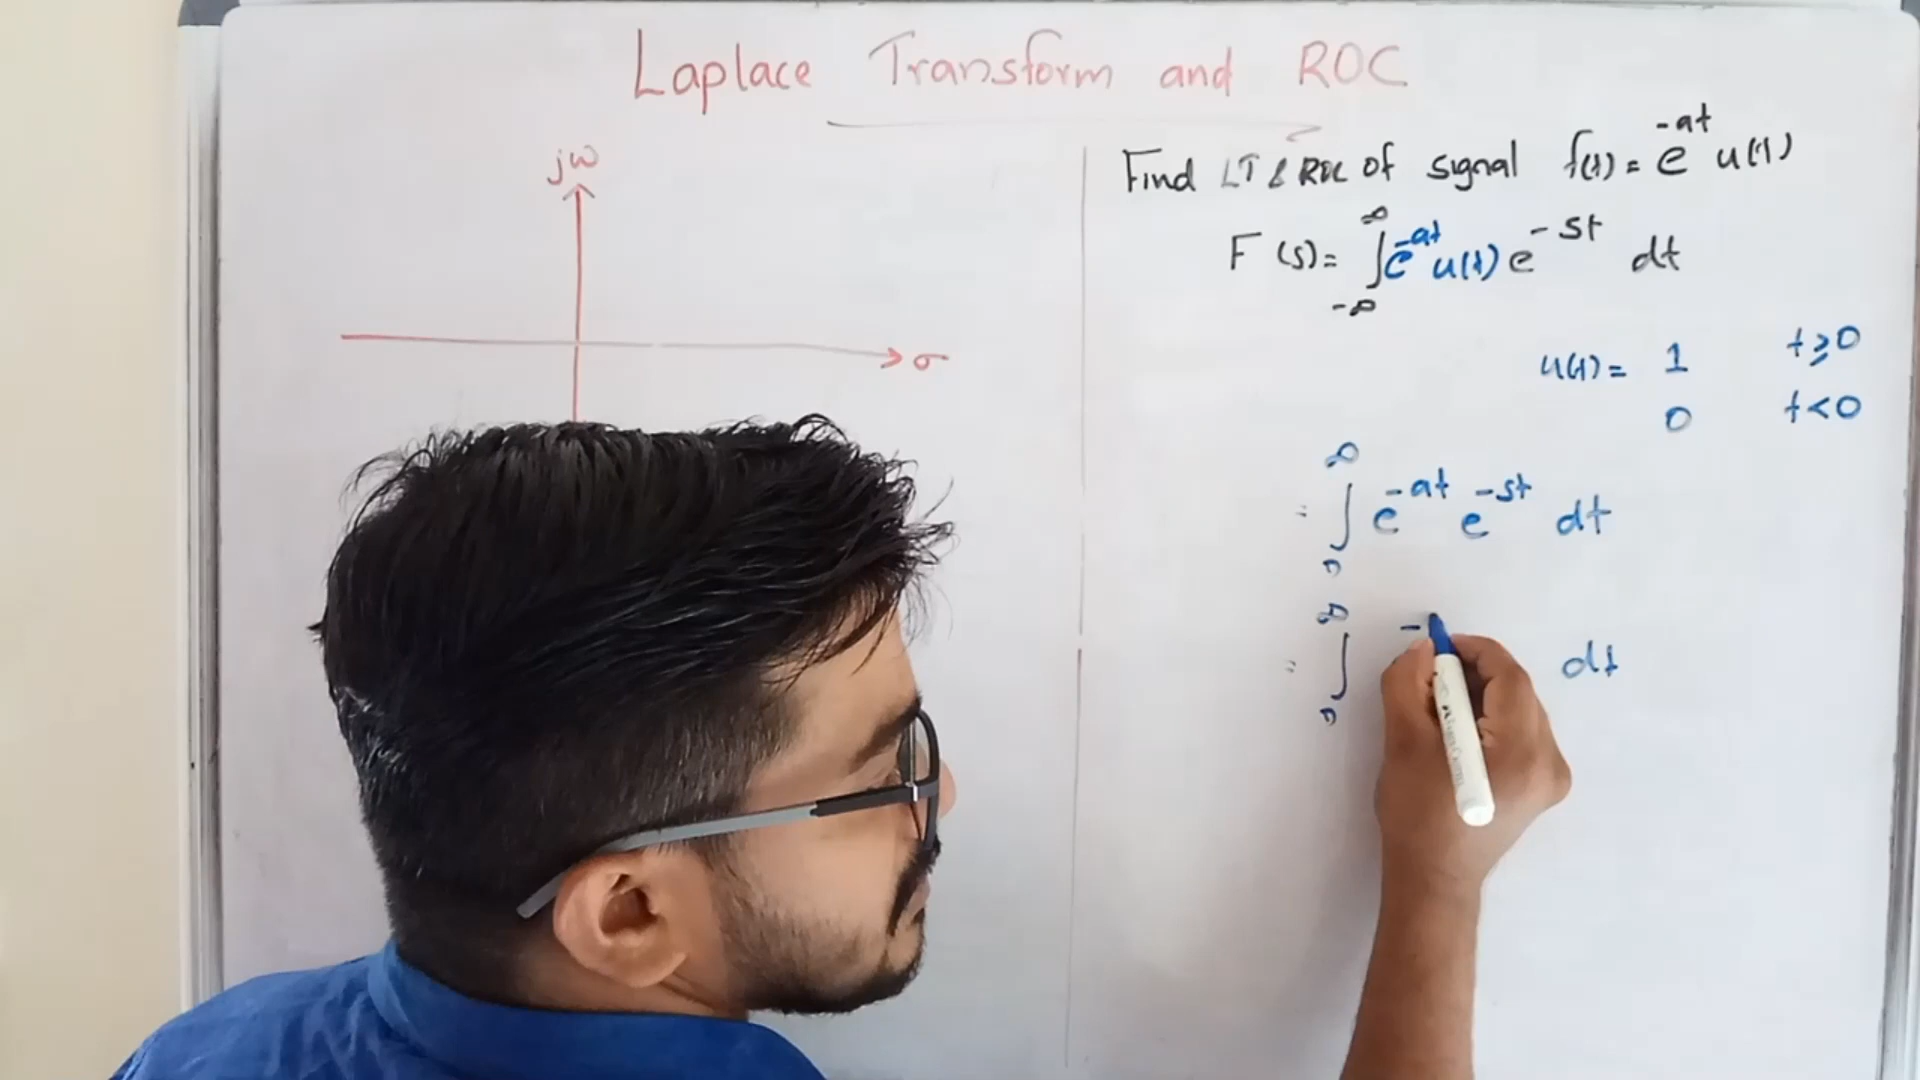 Laplace Transform and ROC
jω
σ
Find LT & ROC of signal f(t) = e^-at u(t)
F(s) = ∫_-∞^∞ e^-at u(t) e^-st dt
u(t) = 1 t ≥ 0
0 t < 0
= ∫_0^∞ e^-at e^-st dt
= ∫_0^∞ - dt